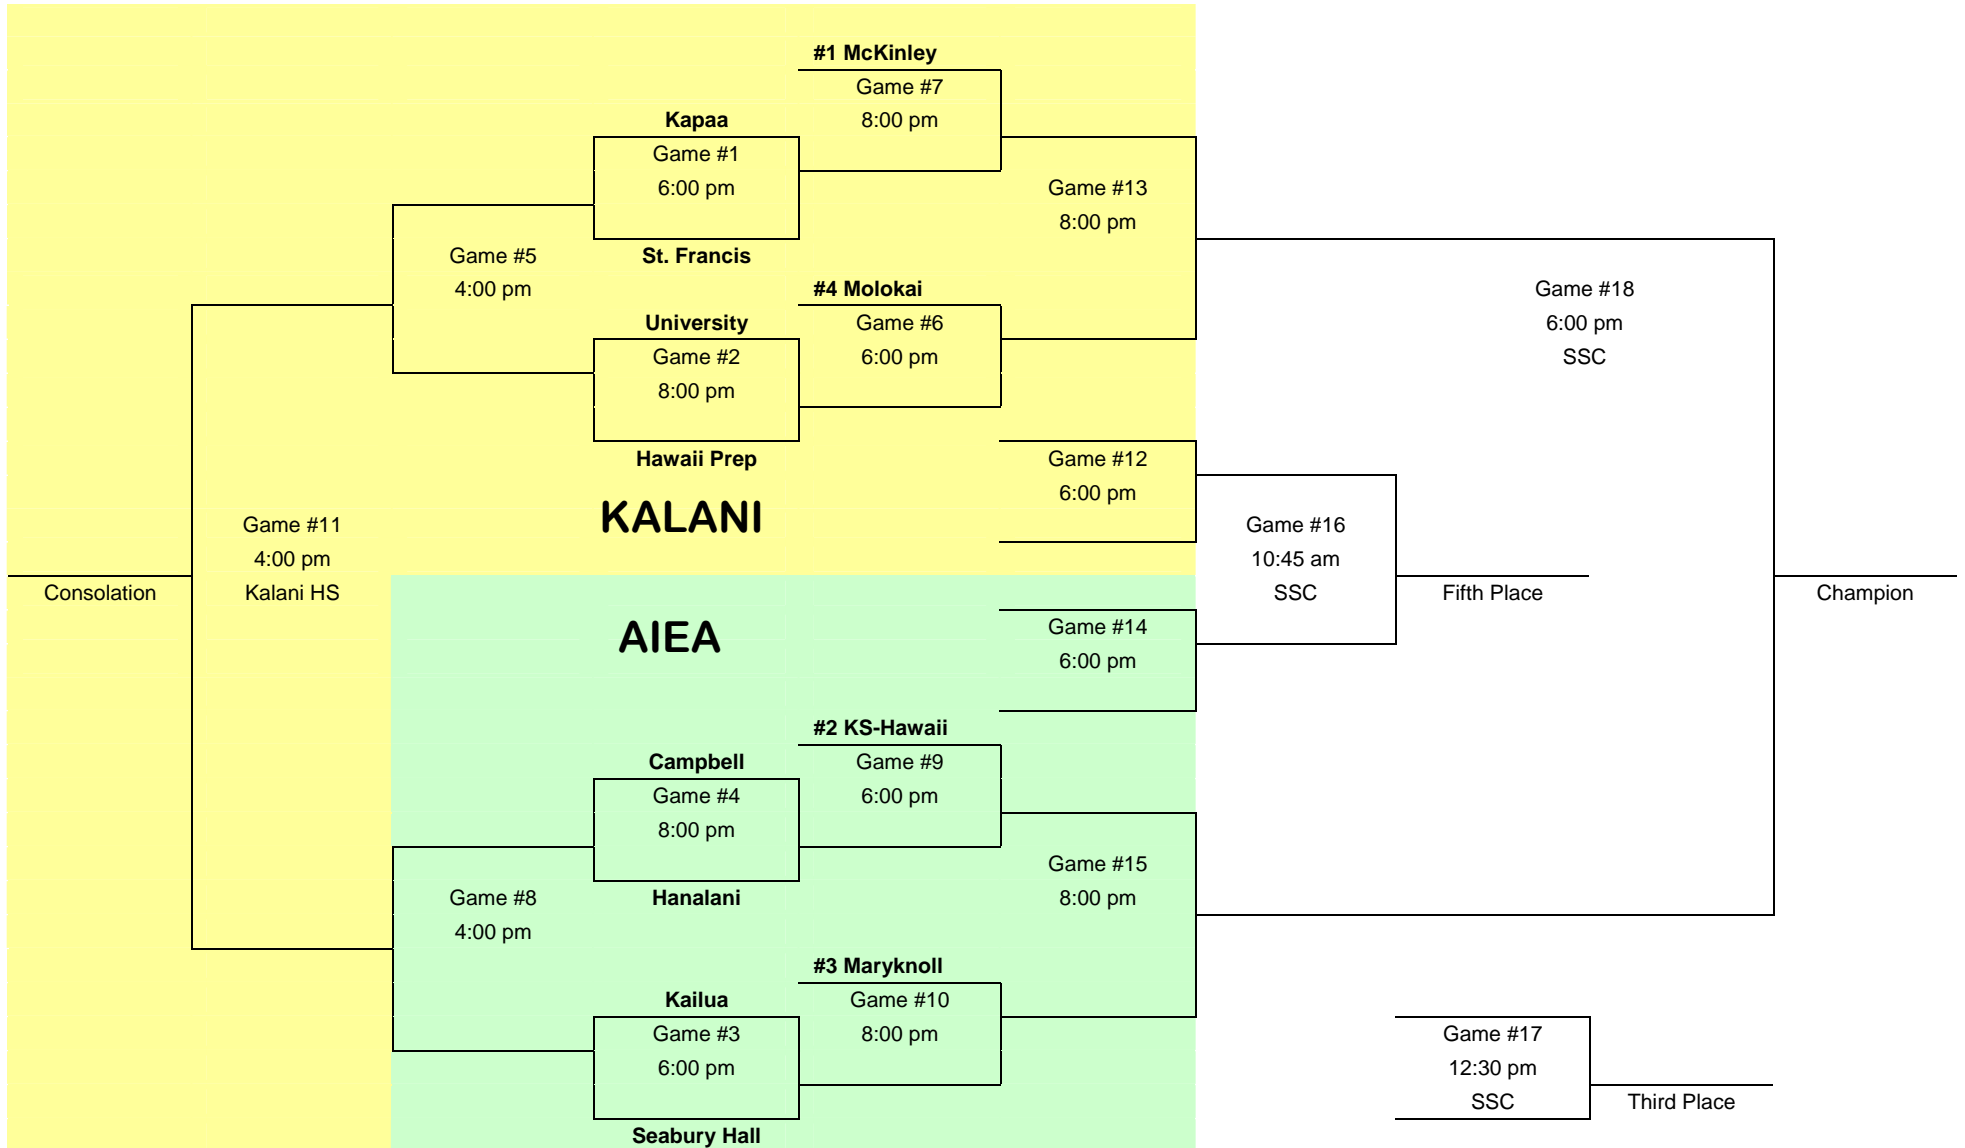 #1 McKinley
Game #7
8:00 pm
Kapaa
Game #1
6:00 pm
St. Francis
Game #5
4:00 pm
Game #13
8:00 pm
#4 Molokai
Game #6
6:00 pm
University
Game #2
8:00 pm
Hawaii Prep
Game #18
6:00 pm
SSC
Game #12
6:00 pm
KALANI
Game #11
4:00 pm
Kalani HS
Consolation
Game #16
10:45 am
SSC
Fifth Place
Champion
AIEA
Game #14
6:00 pm
#2 KS-Hawaii
Game #9
6:00 pm
Campbell
Game #4
8:00 pm
Hanalani
Game #8
4:00 pm
Game #15
8:00 pm
#3 Maryknoll
Game #10
8:00 pm
Kailua
Game #3
6:00 pm
Seabury Hall
Game #17
12:30 pm
SSC
Third Place